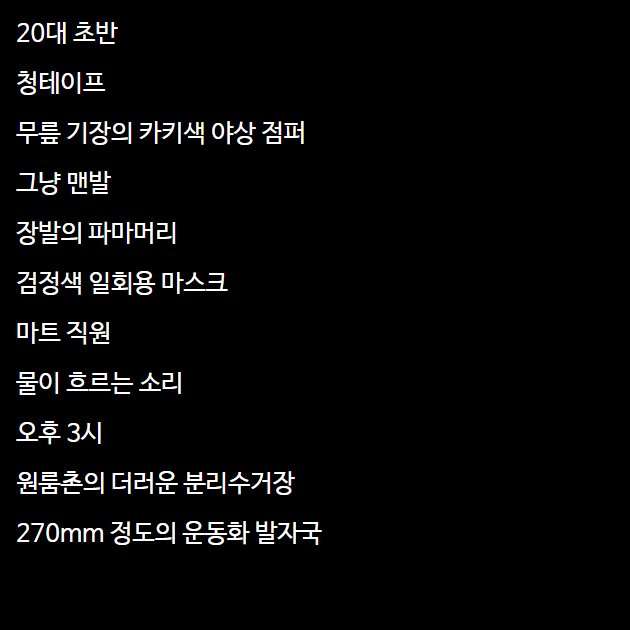 20대 초반
청테이프
무릎 기장의 카키색 야상 점퍼
그냥 맨발
장발의 파마머리
검정색 일회용 마스크
마트 직원
물이 흐르는 소리
오후 3시
원룸촌의 더러운 분리수거장
270mm 정도의 운동화 발자국